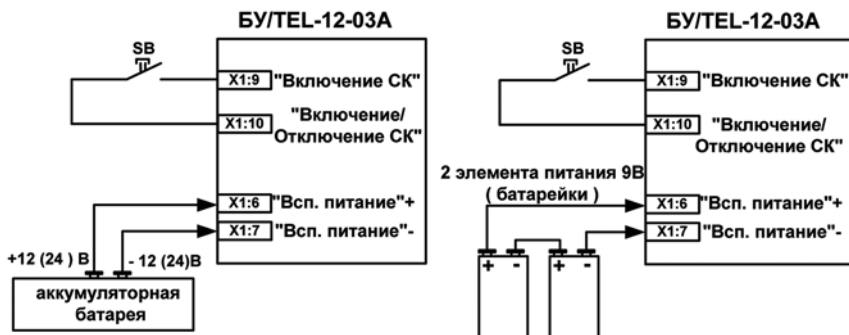 БУ/TEL-12-03А
SB
X1:9 "Включение СК"
X1:10 "Включение/
Отключение СК"
X1:6 "Всп. питание"+
X1:7 "Всп. питание"-
+12 (24 ) В
- 12 (24)В
аккумуляторная
батарея
БУ/TEL-12-03А
SB
X1:9 "Включение СК"
X1:10 "Включение/
Отключение СК"
2 элемента питания 9В
( батарейки )
X1:6 "Всп. питание"+
X1:7 "Всп. питание"-
+ - + -